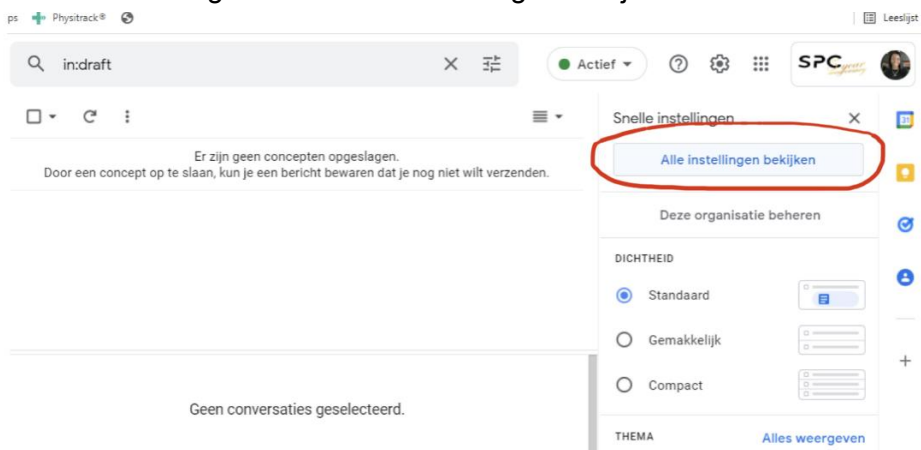 ps Physitrack® Leeslijst
in:draft Actief SPC year
Snelle instellingen
31
Er zijn geen concepten opgeslagen.
Door een concept op te slaan, kun je een bericht bewaren dat je nog niet wilt verzenden.
Alle instellingen bekijken
Deze organisatie beheren
DICHTHEID
Standaard
Gemakkelijk
Compact
Geen conversaties geselecteerd.
THEMA Alles weergeven